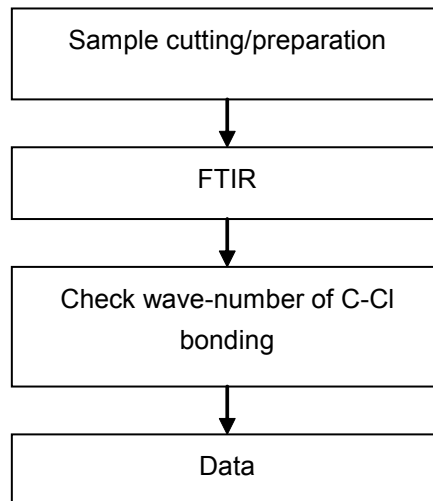 Sample cutting/preparation
FTIR
Check wave-number of C-Cl
bonding
Data